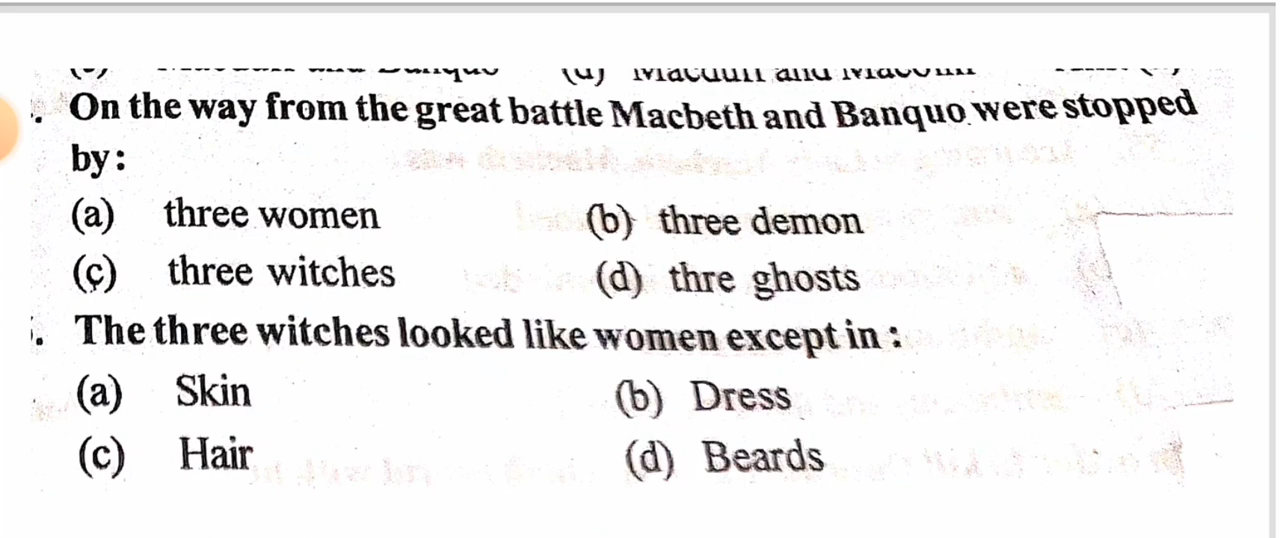 On the way from the great battle Macbeth and Banquo were stopped
by:
(a) three women (b) three demon
(c) three witches (d) thre ghosts
The three witches looked like women except in :
(a) Skin (b) Dress
(c) Hair (d) Beards